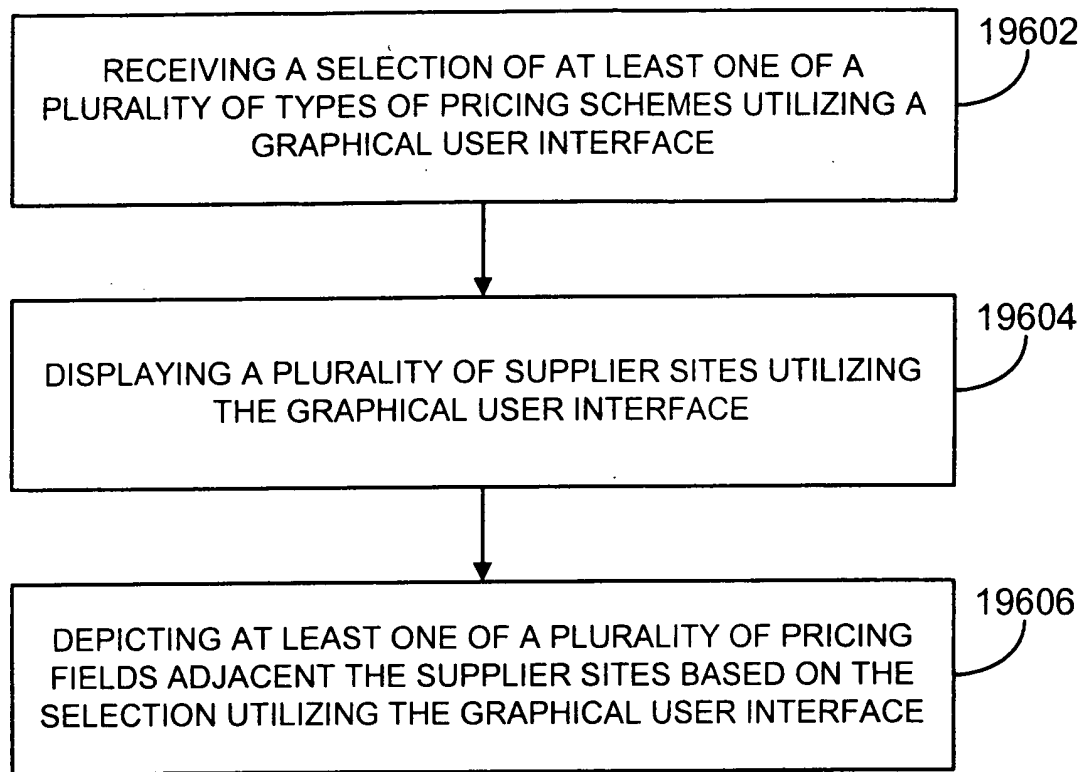 19602
RECEIVING A SELECTION OF AT LEAST ONE OF A
PLURALITY OF TYPES OF PRICING SCHEMES UTILIZING A
GRAPHICAL USER INTERFACE
19604
DISPLAYING A PLURALITY OF SUPPLIER SITES UTILIZING
THE GRAPHICAL USER INTERFACE
19606
DEPICTING AT LEAST ONE OF A PLURALITY OF PRICING
FIELDS ADJACENT THE SUPPLIER SITES BASED ON THE
SELECTION UTILIZING THE GRAPHICAL USER INTERFACE